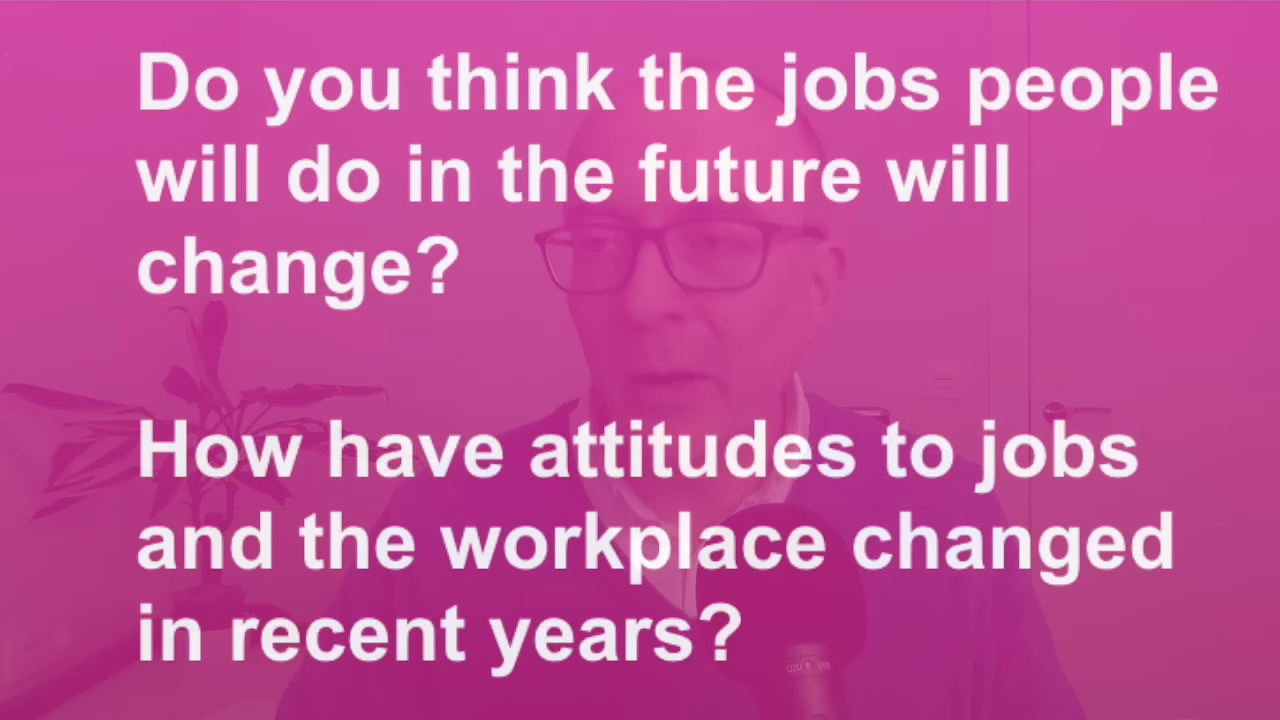 Do you think the jobs people
will do in the future will
change?
How have attitudes to jobs
and the workplace changed
in recent years?